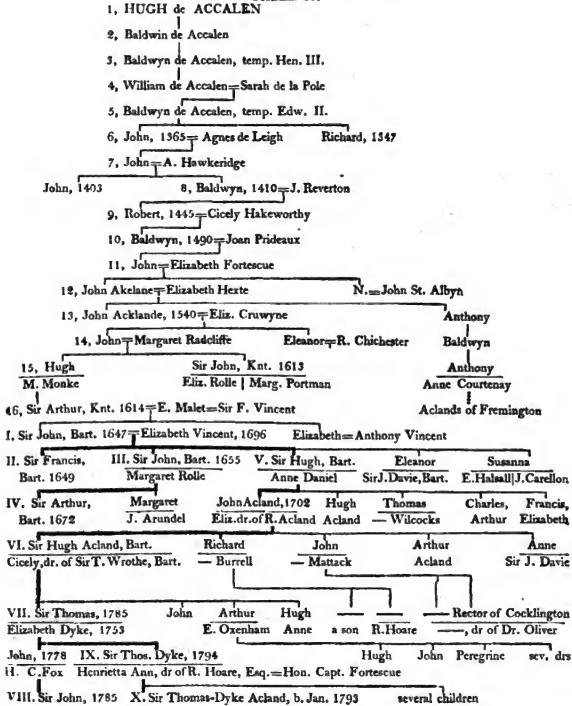 1, HUGH de ACCALEN
2, Baldwin de Accalen
3, Baldwyn de Accalen, temp. Hen. III.
4, William de Accalen=Sarah de la Pole
5, Baldwyn de Accalen, temp. Edw. II.
6, John, 1365= Agnes de Leigh Richard, 1347
7, John=A. Hawkeridge
John, 1403 8, Baldwyn, 1410=J. Reverton
9, Robert, 1445=Cicely Hakeworthy
10, Baldwyn, 1490=Joan Prideaux
11, John=Elizabeth Fortescue
12, John Akelane=Elizabeth Hexte N.=John St. Albyn
13, John Acklande, 1540=Eliz. Cruwyne Anthony
14, John=Margaret Radcliffe Eleanor=R. Chichester Baldwyn
15, Hugh Sir John, Knt. 1613 Anthony
M. Monke Eliz. Rolle | Marg. Portman Anne Courtenay
16, Sir Arthur, Knt. 1614=E. Malet=Sir F. Vincent Aclands of Fremington
I. Sir John, Bart. 1647=Elizabeth Vincent, 1696 Elizabeth=Anthony Vincent
II. Sir Francis, III. Sir John, Bart. 1655 V. Sir Hugh, Bart. Eleanor Susanna
Bart. 1649 Margaret Rolle Anne Daniel Sir J. Davie, Bart. E. Halsall|J. Carellon
IV. Sir Arthur, Margaret John Acland, 1702 Hugh Thomas Charles, Francis,
Bart. 1672 J. Arundel Eliz. dr. of R. Acland Acland — Wilcocks Arthur Elizabeth
VI. Sir Hugh Acland, Bart. Richard John Arthur Anne
Cicely, dr. of Sir T. Wrothe, Bart. — Burrell — Mattack Acland Sir J. Davie
VII. Sir Thomas, 1785 John Arthur Hugh — — — Rector of Cocklington
Elizabeth Dyke, 1753 E. Oxenham Anne a son R. Hoare —, dr of Dr. Oliver
John, 1778 IX. Sir Thos. Dyke, 1794 Hugh John Peregrine sev. drs
H. C. Fox Henrietta Ann, dr of R. Hoare, Esq.=Hon. Capt. Fortescue
VIII. Sir John, 1785 X. Sir Thomas-Dyke Acland, b. Jan. 1793 several children